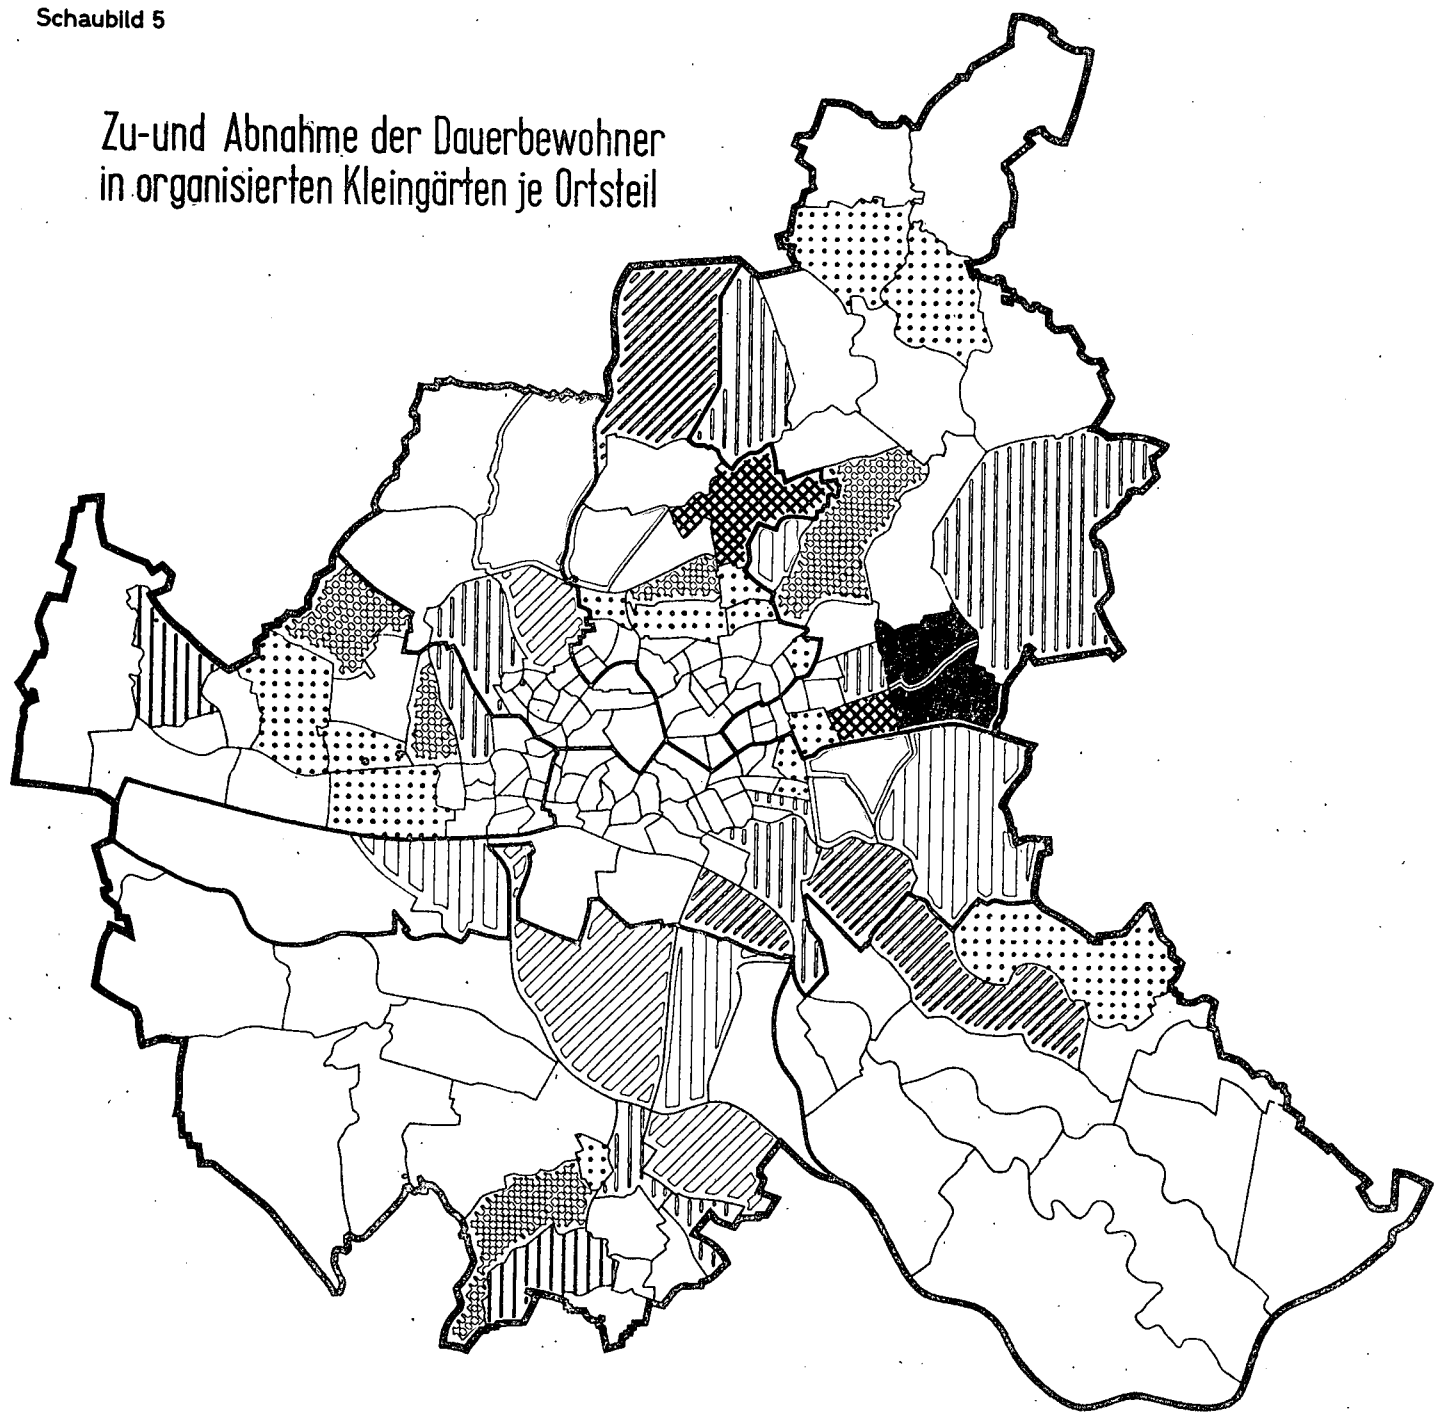 Schaubild 5
Zu-und Abnahme der Dauerbewohner
in organisierten Kleingärten je Ortsteil